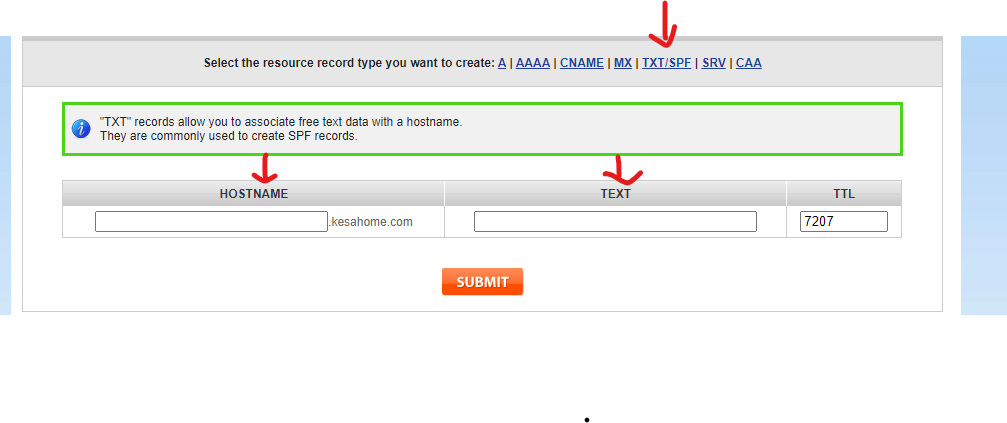 Select the resource record type you want to create: A | AAAA | CNAME | MX | TXT/SPF | SRV | CAA
"TXT" records allow you to associate free text data with a hostname.
They are commonly used to create SPF records.
HOSTNAME TEXT TTL
.kesahome.com 7207
SUBMIT